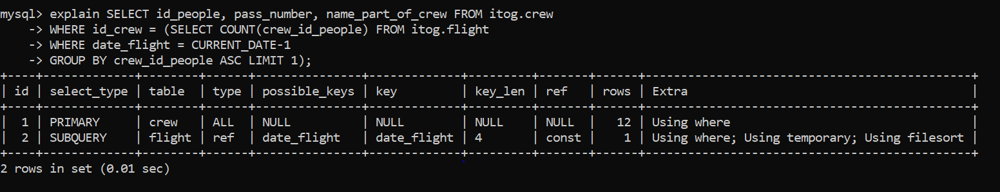 mysql> explain SELECT id_people, pass_number, name_part_of_crew FROM itog.crew
    -> WHERE id_crew = (SELECT COUNT(crew_id_people) FROM itog.flight
    -> WHERE date_flight = CURRENT_DATE-1
    -> GROUP BY crew_id_people ASC LIMIT 1);
+----+-------------+--------+------+---------------+-------------+---------+-------+------+----------------------------------------------+
| id | select_type | table  | type | possible_keys | key         | key_len | ref   | rows | Extra                                        |
+----+-------------+--------+------+---------------+-------------+---------+-------+------+----------------------------------------------+
|  1 | PRIMARY     | crew   | ALL  | NULL          | NULL        | NULL    | NULL  |   12 | Using where                                  |
|  2 | SUBQUERY    | flight | ref  | date_flight   | date_flight | 4       | const |    1 | Using where; Using temporary; Using filesort |
+----+-------------+--------+------+---------------+-------------+---------+-------+------+----------------------------------------------+
2 rows in set (0.01 sec)